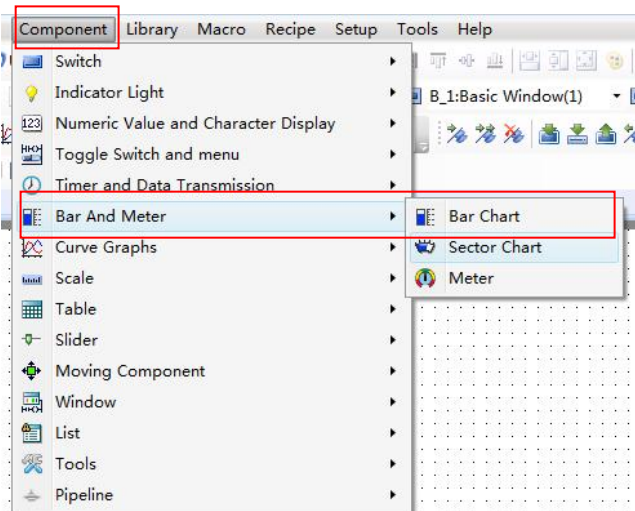 Component Library Macro Recipe Setup Tools Help
Switch
Indicator Light
B_1:Basic Window(1)
123 Numeric Value and Character Display
Toggle Switch and menu
Timer and Data Transmission
Bar And Meter
Bar Chart
Curve Graphs
Sector Chart
Scale
Meter
Table
Slider
Moving Component
Window
List
Tools
Pipeline